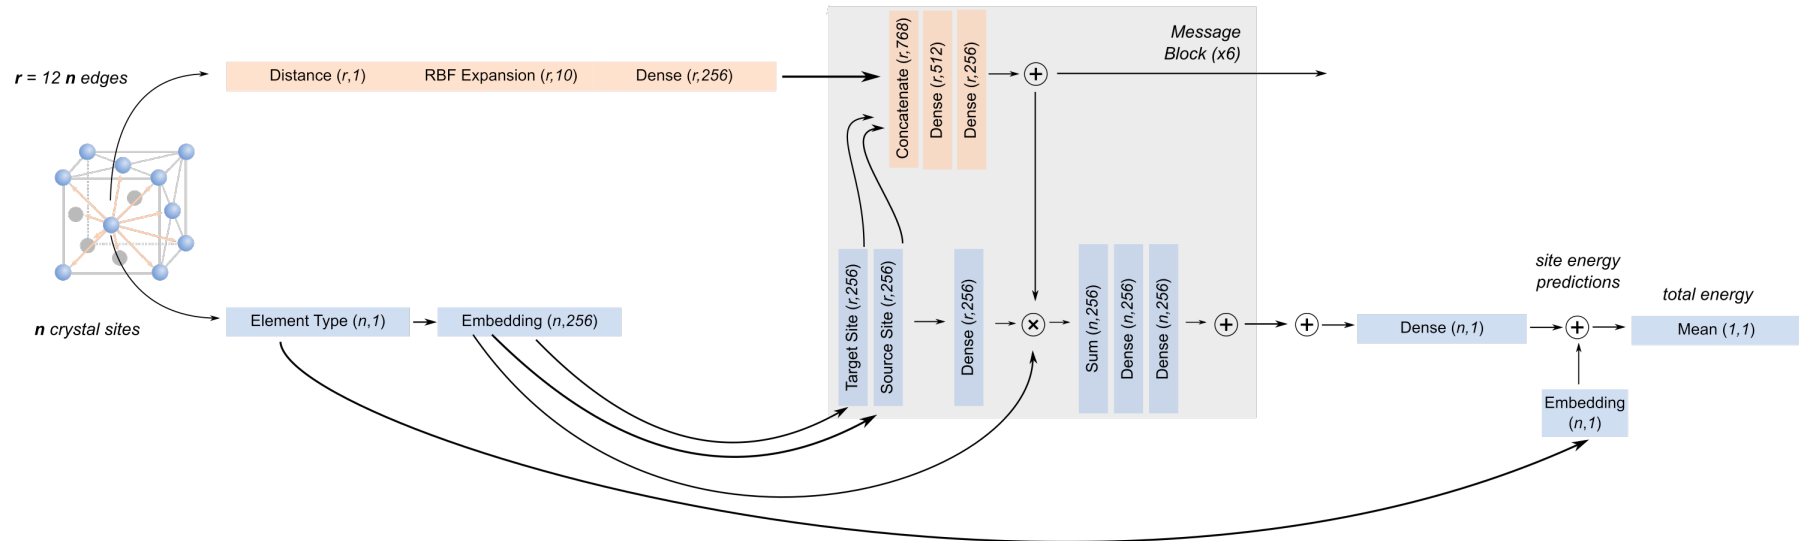 r = 12 n edges
Distance (r,1)
RBF Expansion (r,10)
Dense (r,256)
Concatenate (r,768)
Dense (r,512)
Dense (r,256)
Message
Block (x6)
n crystal sites
Element Type (n,1)
Embedding (n,256)
Target Site (r,256)
Source Site (r,256)
Dense (r,256)
Sum (n,256)
Dense (n,256)
Dense (n,256)
Dense (n,1)
site energy
predictions
total energy
Mean (1,1)
Embedding
(n,1)